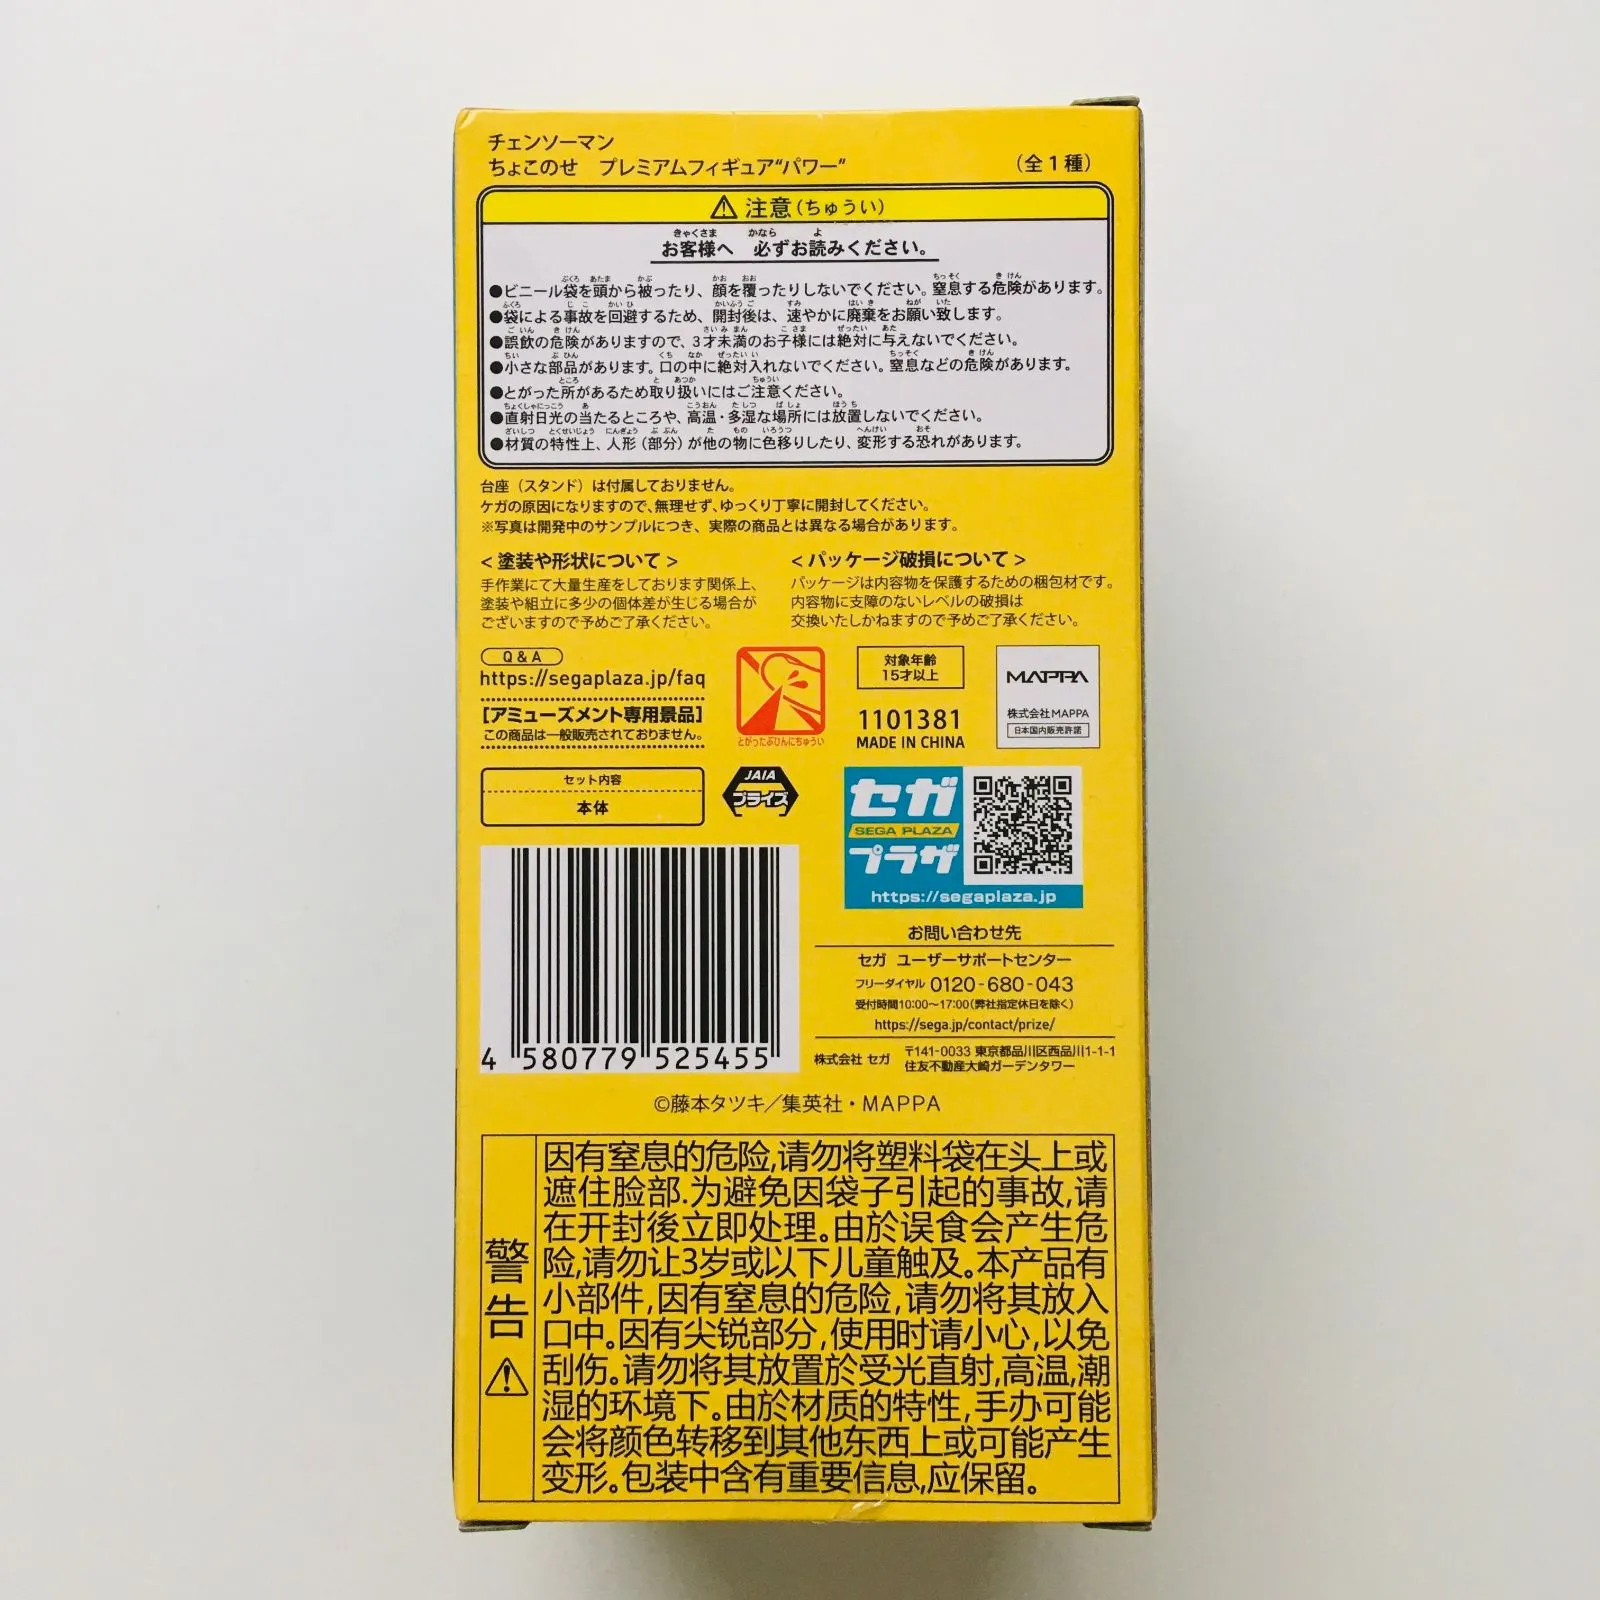 チェンソーマン
ちょこのせ　プレミアムフィギュア“パワー”
（全１種）
⚠ 注意（ちゅうい）
お客様へ　必ずお読みください。
●ビニール袋を頭から被ったり、顔を覆ったりしないでください。窒息する危険があります。
●袋による事故を回避するため、開封後は、速やかに廃棄をお願い致します。
●誤飲の危険がありますので、３才未満のお子様には絶対に与えないでください。
●小さな部品があります。口の中に絶対入れないでください。窒息などの危険があります。
●とがった所があるため取り扱いにはご注意ください。
●直射日光の当たるところや、高温・多湿な場所には放置しないでください。
●材質の特性上、人形（部分）が他の物に色移りしたり、変形する恐れがあります。
台座（スタンド）は付属しておりません。
ケガの原因になりますので、無理せず、ゆっくり丁寧に開封してください。
※写真は開発中のサンプルにつき、実際の商品とは異なる場合があります。
＜塗装や形状について＞
手作業にて大量生産をしております関係上、
塗装や組立に多少の個体差が生じる場合が
ございますので予めご了承ください。
＜パッケージ破損について＞
パッケージは内容物を保護するための梱包材です。
内容物に支障のないレベルの破損は
交換いたしかねますので予めご了承ください。
Q & A
https://segaplaza.jp/faq
[アミューズメント専用景品]
この商品は一般販売されておりません。
とがったぶひんにちゅうい
対象年齢
15才以上
1101381
MADE IN CHINA
MAPPA
株式会社MAPPA
日本国内販売許諾
セット内容
本体
JAIA
プライズ
セガ
SEGA PLAZA
プラザ
https://segaplaza.jp
4 580779 525455
お問い合わせ先
セガ ユーザーサポートセンター
フリーダイヤル 0120-680-043
受付時間10:00～17:00（弊社指定休日を除く）
https://sega.jp/contact/prize/
株式会社 セガ
〒141-0033 東京都品川区西品川1-1-1
住友不動産大崎ガーデンタワー
©藤本タツキ／集英社・MAPPA
警告⚠
因有窒息的危险,请勿将塑料袋在头上或
遮住脸部.为避免因袋子引起的事故,请
在开封後立即处理。由於误食会产生危
险,请勿让3岁或以下儿童触及。本产品有
小部件,因有窒息的危险,请勿将其放入
口中。因有尖锐部分,使用时请小心,以免
刮伤。请勿将其放置於受光直射,高温,潮
湿的环境下。由於材质的特性,手办可能
会将颜色转移到其他东西上或可能产生
变形。包装中含有重要信息,应保留。